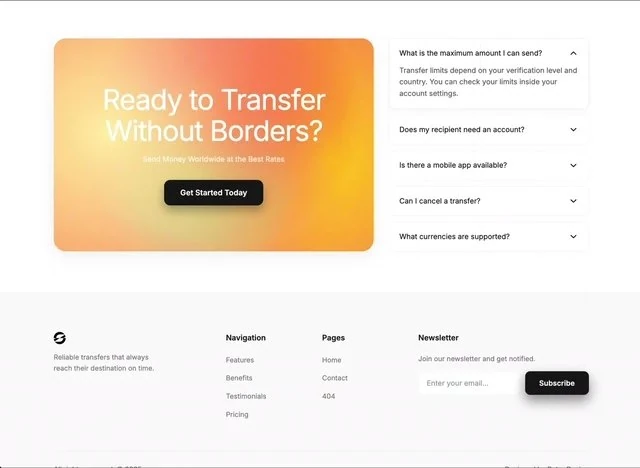 Ready to Transfer
Without Borders?
Send Money Worldwide at the Best Rates
Get Started Today
What is the maximum amount I can send?
Transfer limits depend on your verification level and
country. You can check your limits inside your
account settings.
Does my recipient need an account?
Is there a mobile app available?
Can I cancel a transfer?
What currencies are supported?
Reliable transfers that always
reach their destination on time.
Navigation
Features
Benefits
Testimonials
Pricing
Pages
Home
Contact
404
Newsletter
Join our newsletter and get notified.
Enter your email...
Subscribe